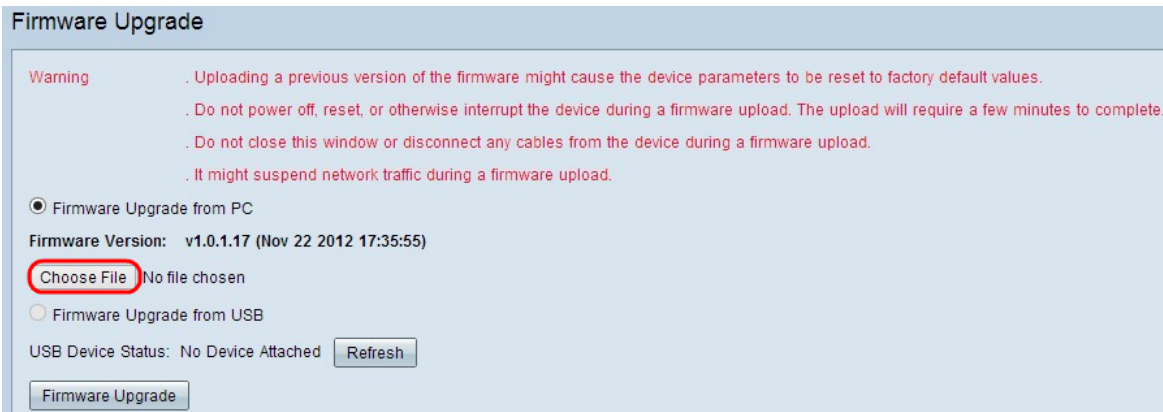 Firmware Upgrade
Warning . Uploading a previous version of the firmware might cause the device parameters to be reset to factory default values.
. Do not power off, reset, or otherwise interrupt the device during a firmware upload. The upload will require a few minutes to complete.
. Do not close this window or disconnect any cables from the device during a firmware upload.
. It might suspend network traffic during a firmware upload.
Firmware Upgrade from PC
Firmware Version: v1.0.1.17 (Nov 22 2012 17:35:55)
Choose File No file chosen
Firmware Upgrade from USB
USB Device Status: No Device Attached Refresh
Firmware Upgrade